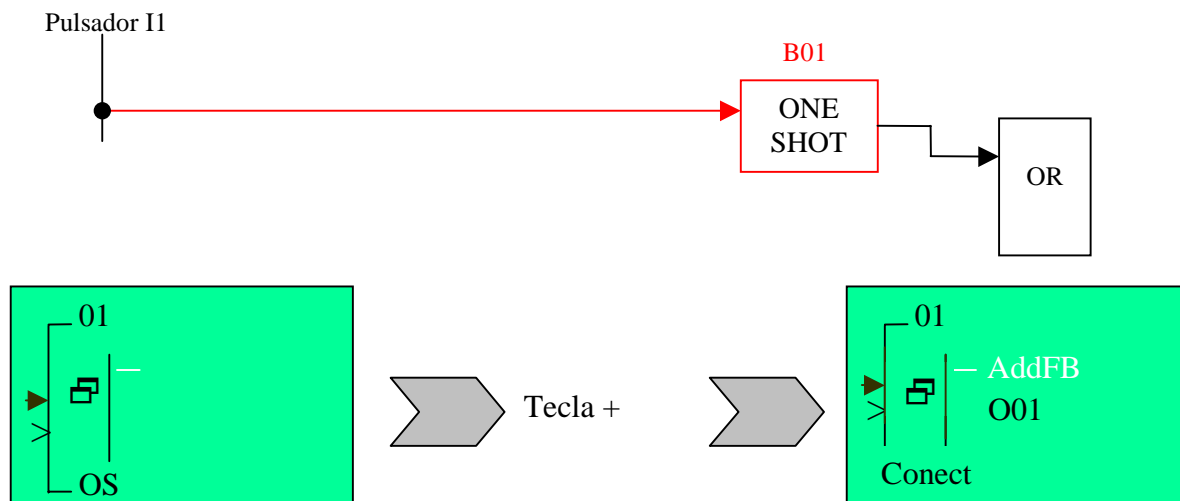 Pulsador I1
B01
ONE
SHOT
OR
01
OS
Tecla +
01
AddFB
O01
Conect